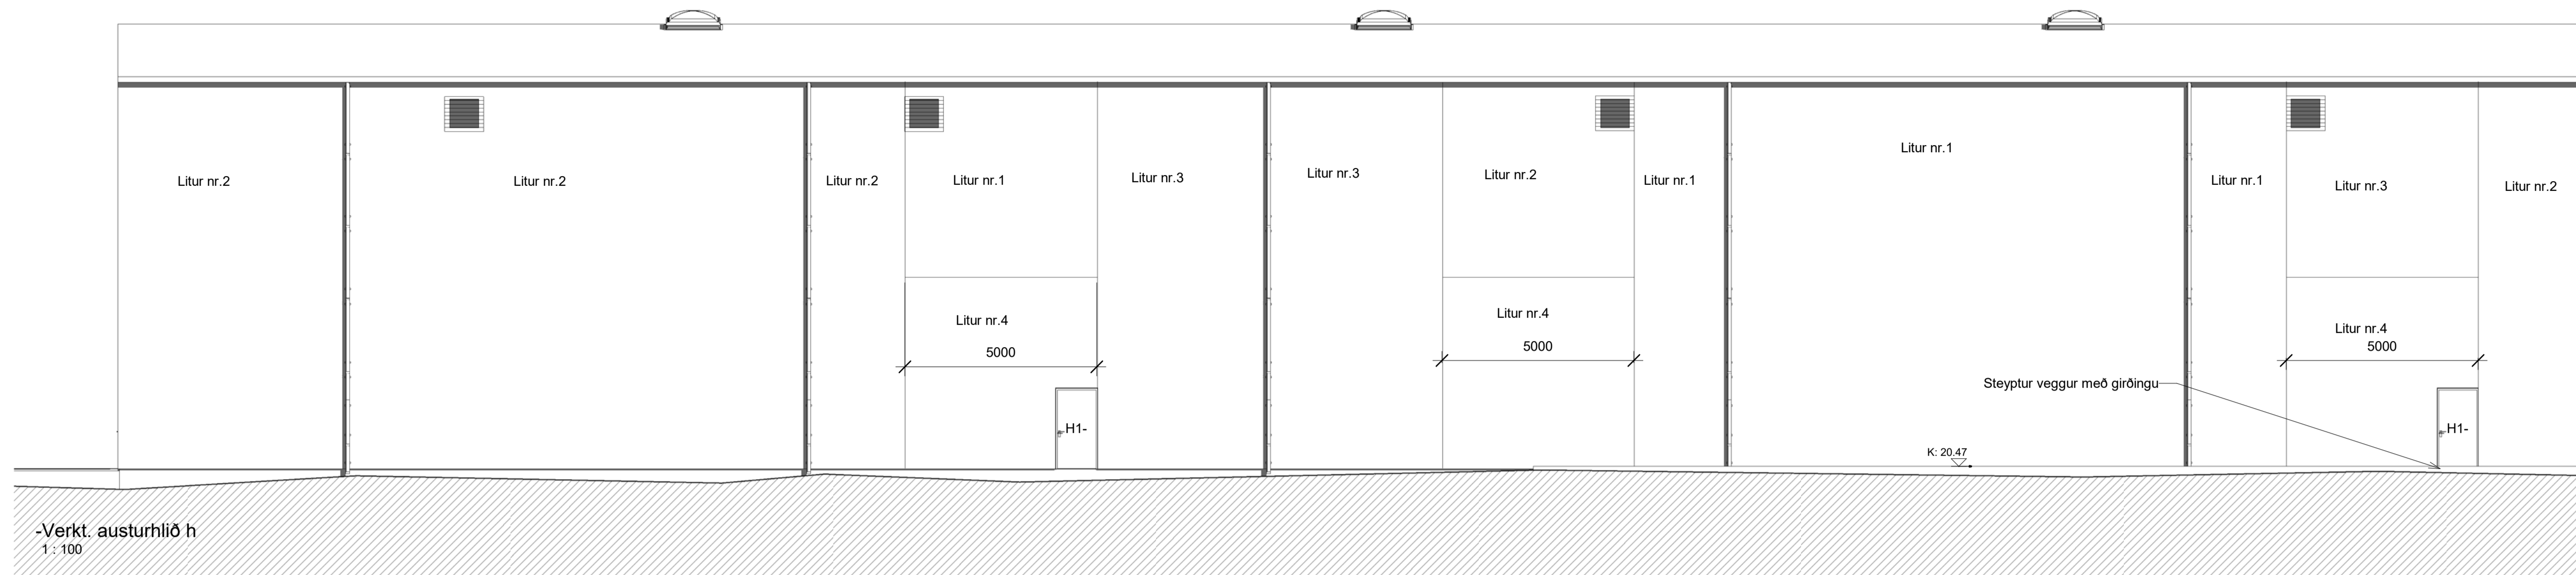 Litur nr.2
Litur nr.2
Litur nr.2
Litur nr.1
Litur nr.3
Litur nr.3
Litur nr.2
Litur nr.1
Litur nr.1
Litur nr.1
Litur nr.3
Litur nr.2
Litur nr.4
5000
Litur nr.4
5000
Litur nr.4
5000
Steyptur veggur með girðingu
H1-
H1-
K: 20.47
-Verkt. austurhlið h
1 : 100